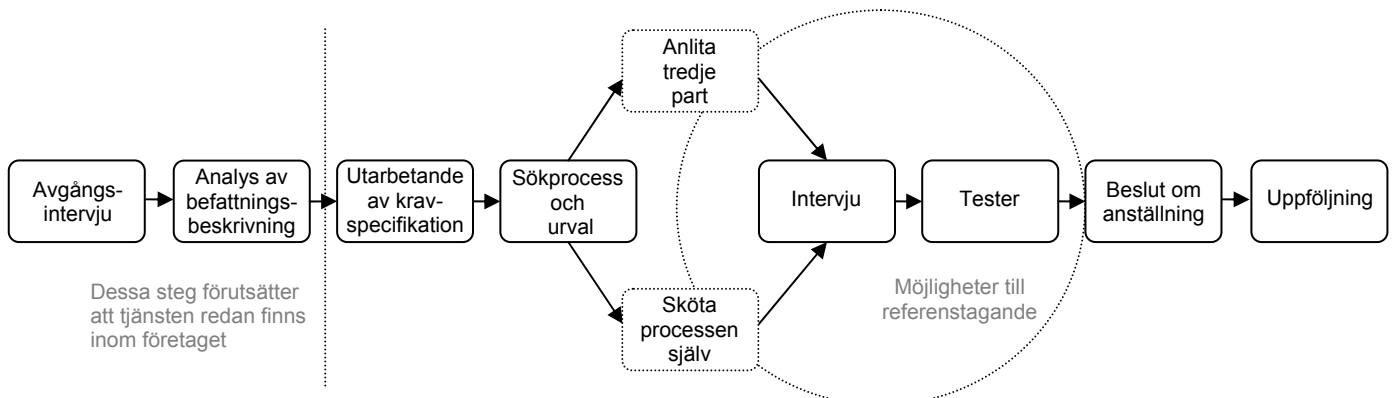 Avgångs-
intervju
Analys av
befattnings-
beskrivning
Dessa steg förutsätter
att tjänsten redan finns
inom företaget
Utarbetande
av krav-
specifikation
Sökprocess
och
urval
Anlita
tredje
part
Sköta
processen
själv
Intervju
Tester
Möjligheter till
referenstagande
Beslut om
anställning
Uppföljning